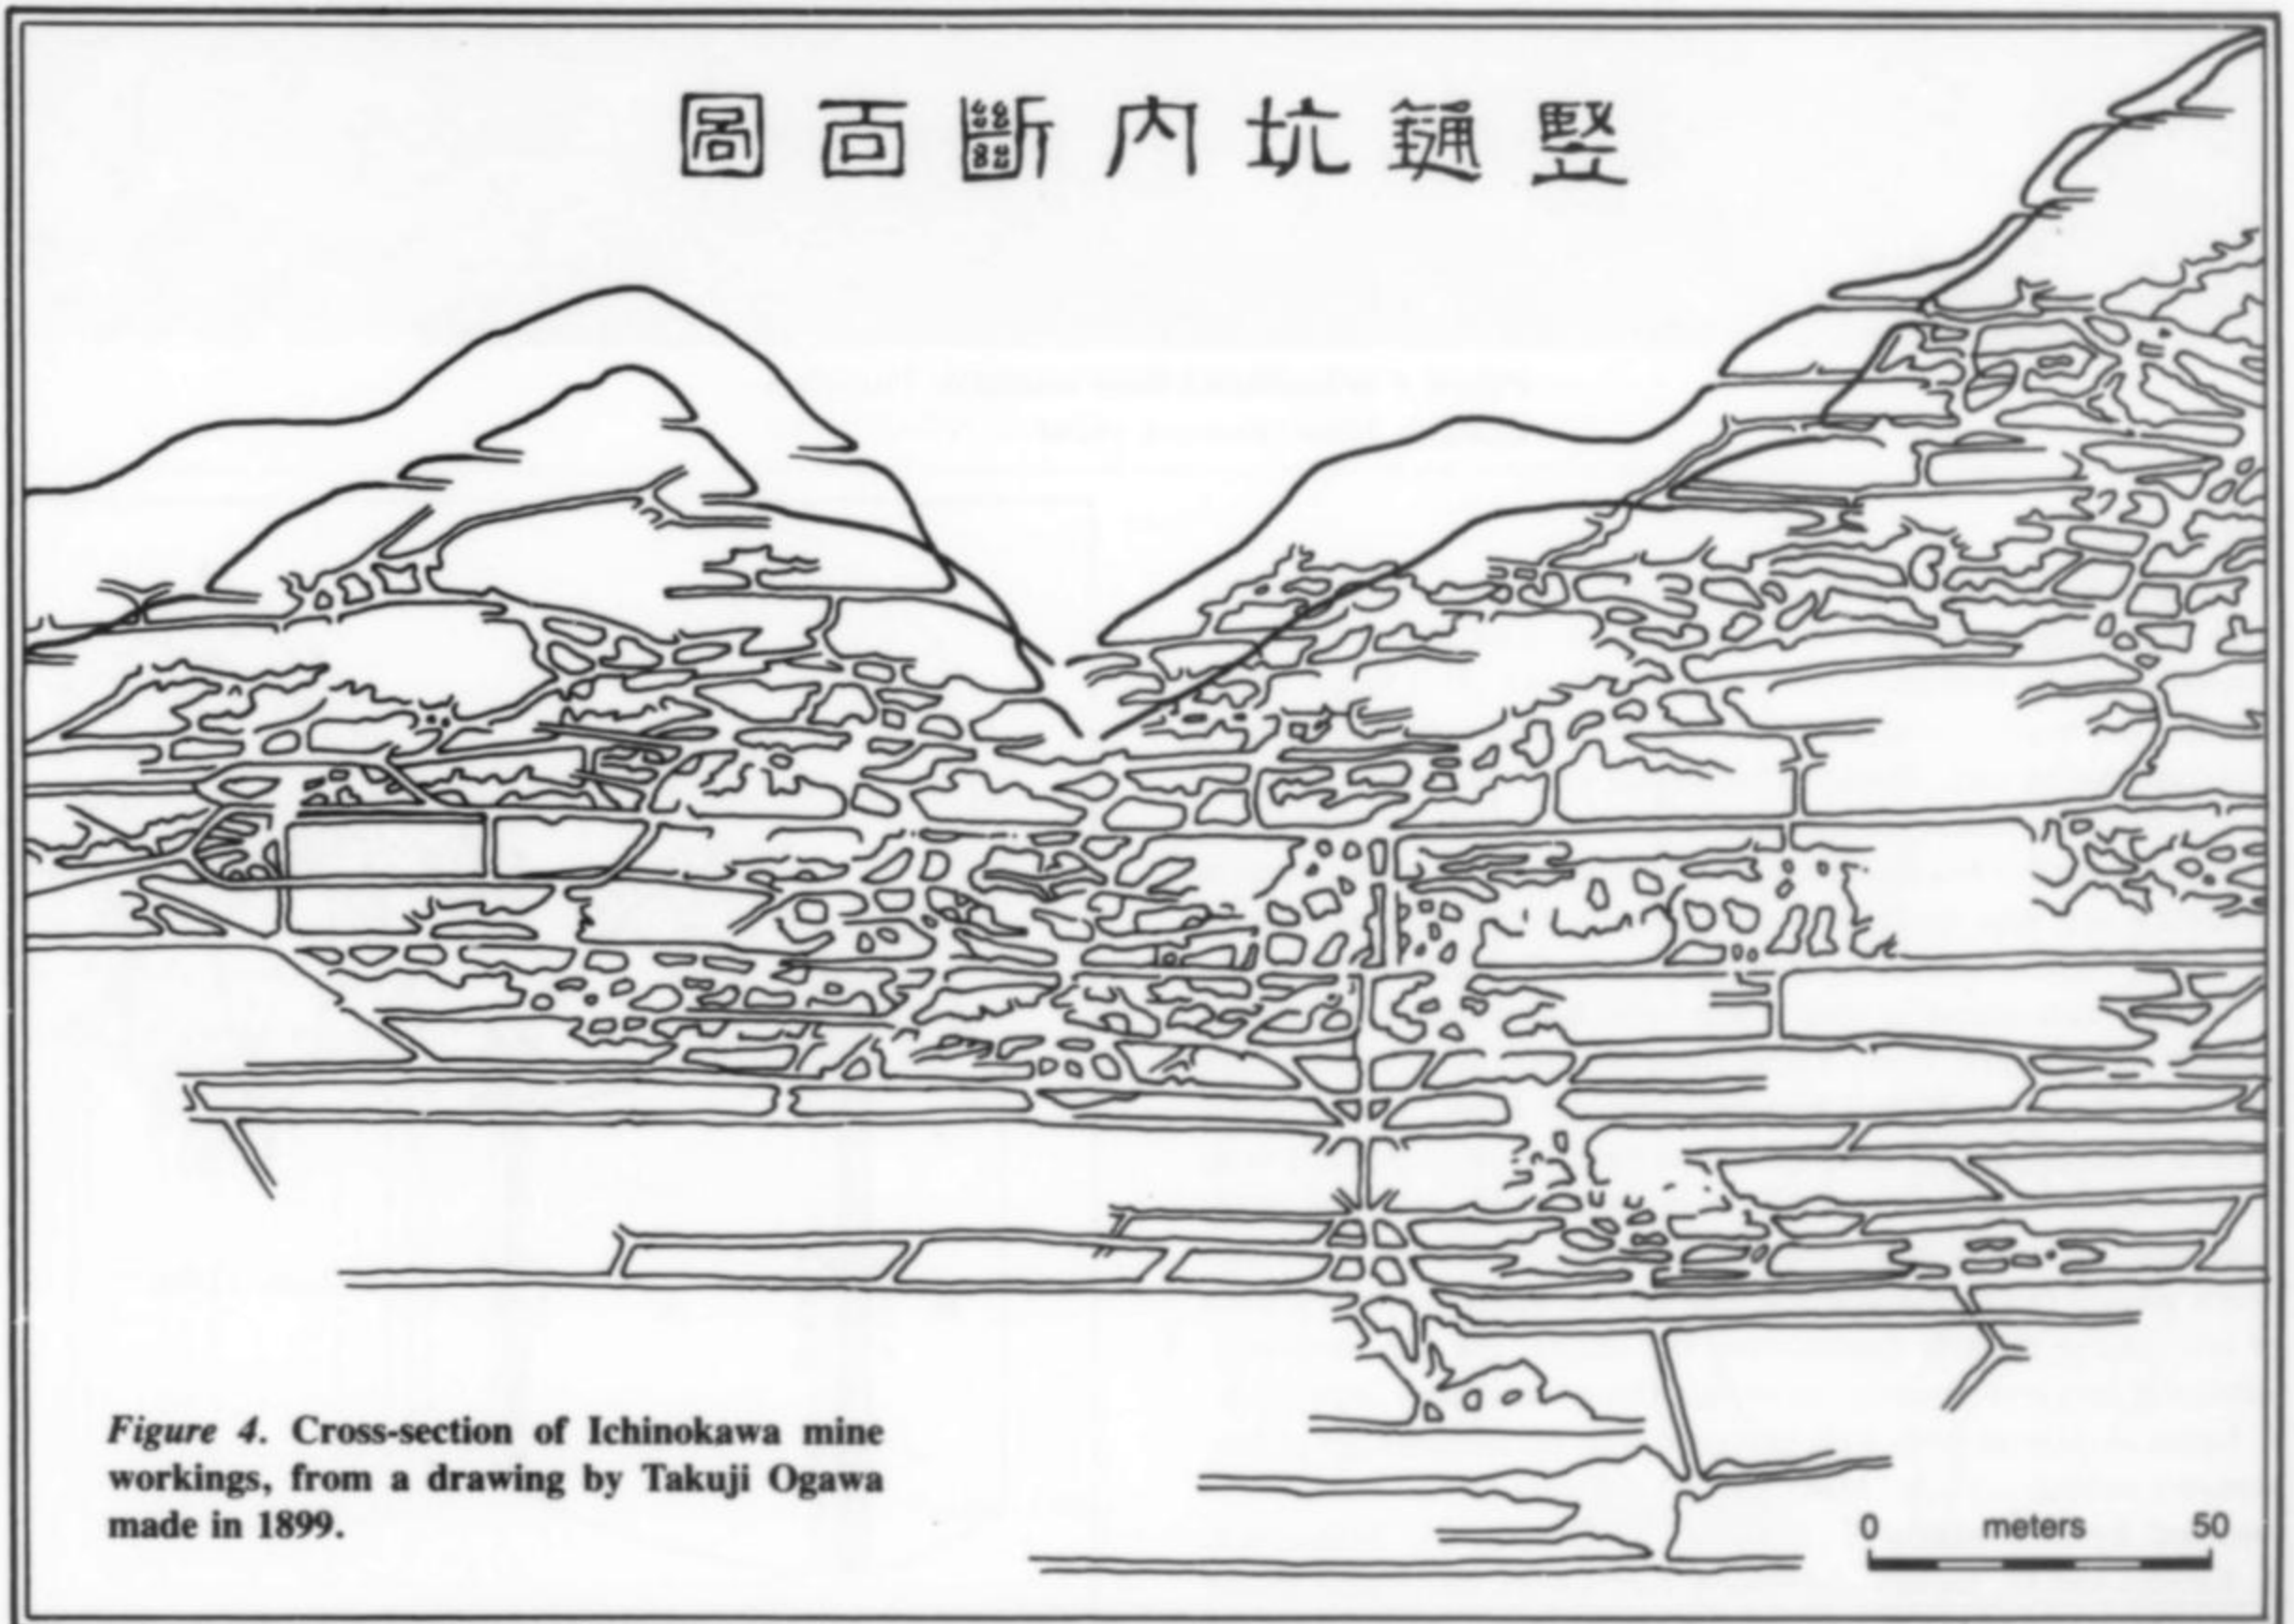 竪𨫤坑内斷面圖
Figure 4. Cross-section of Ichinokawa mine
workings, from a drawing by Takuji Ogawa
made in 1899.
0 meters 50